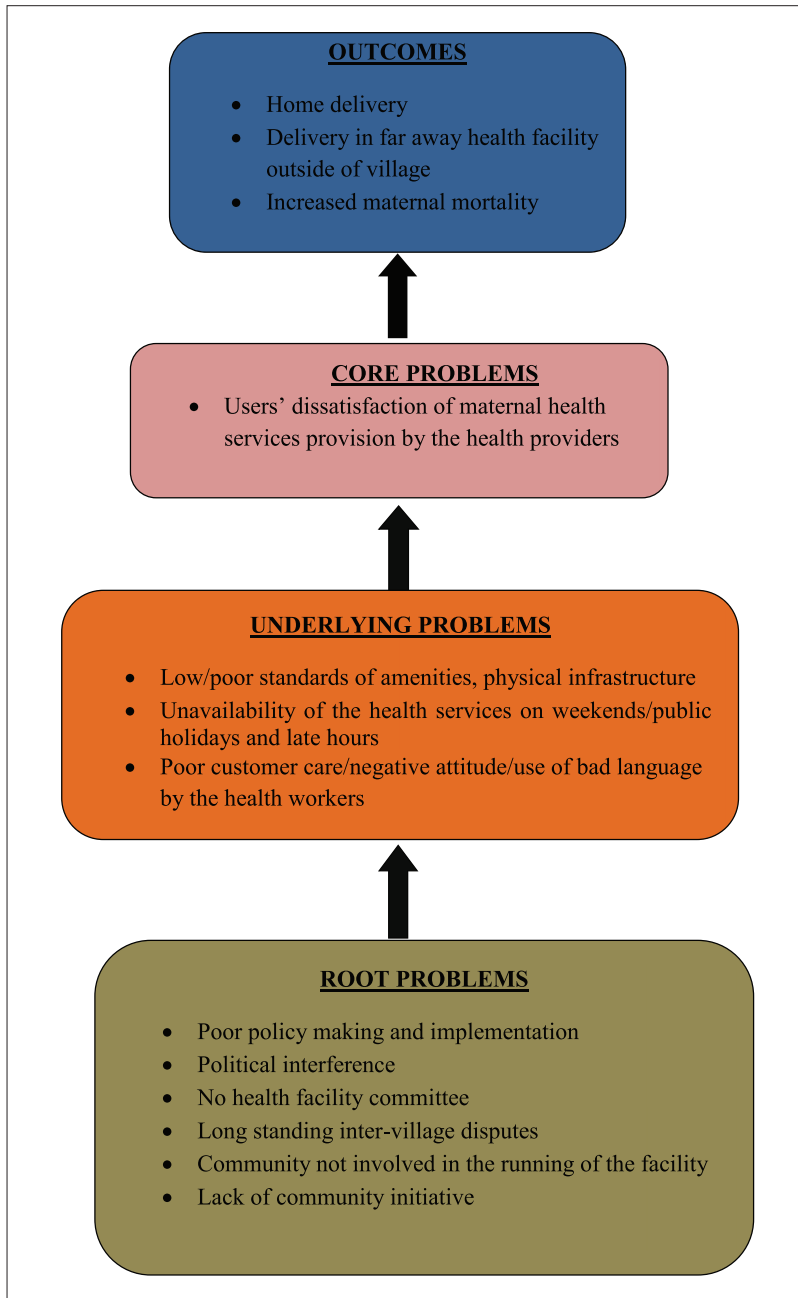 OUTCOMES
• Home delivery
• Delivery in far away health facility
outside of village
• Increased maternal mortality
CORE PROBLEMS
• Users’ dissatisfaction of maternal health
services provision by the health providers
UNDERLYING PROBLEMS
• Low/poor standards of amenities, physical infrastructure
• Unavailability of the health services on weekends/public
holidays and late hours
• Poor customer care/negative attitude/use of bad language
by the health workers
ROOT PROBLEMS
• Poor policy making and implementation
• Political interference
• No health facility committee
• Long standing inter-village disputes
• Community not involved in the running of the facility
• Lack of community initiative